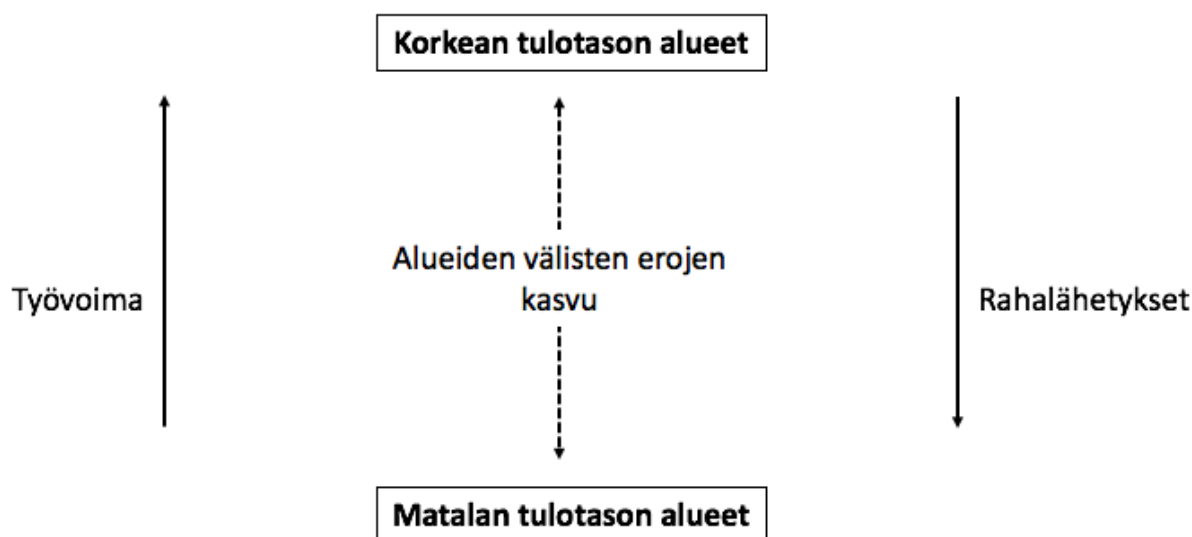 Korkean tulotason alueet
Alueiden välisten erojen
kasvu
Työvoima
Rahalähetykset
Matalan tulotason alueet